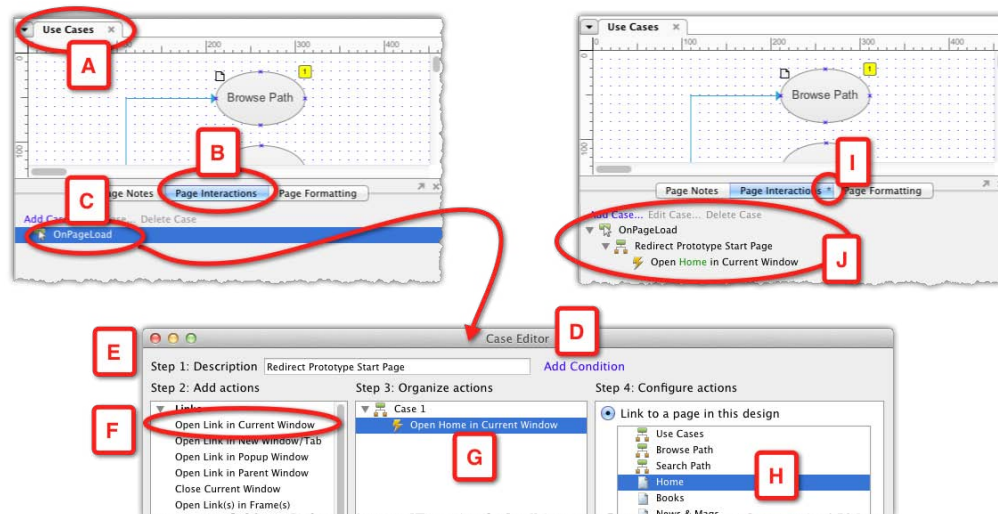 Use Cases
A
200
300
400
0
1
Browse Path
100
B
C
Page Notes
Page Interactions
Page Formatting
Add Case... Delete Case
OnPageLoad
Use Cases
0
100
200
300
400
0
1
Browse Path
100
I
Page Notes
Page Interactions *
Page Formatting
Add Case... Edit Case... Delete Case
OnPageLoad
Redirect Prototype Start Page
Open Home in Current Window
J
D
Case Editor
E
Step 1: Description Redirect Prototype Start Page Add Condition
Step 2: Add actions
Step 3: Organize actions
Step 4: Configure actions
F
Links
Open Link in Current Window
Open Link in New Window/Tab
Open Link in Popup Window
Open Link in Parent Window
Close Current Window
Open Link(s) in Frame(s)
Case 1
Open Home in Current Window
G
Link to a page in this design
Use Cases
Browse Path
Search Path
Home
Books
News & Mags
H